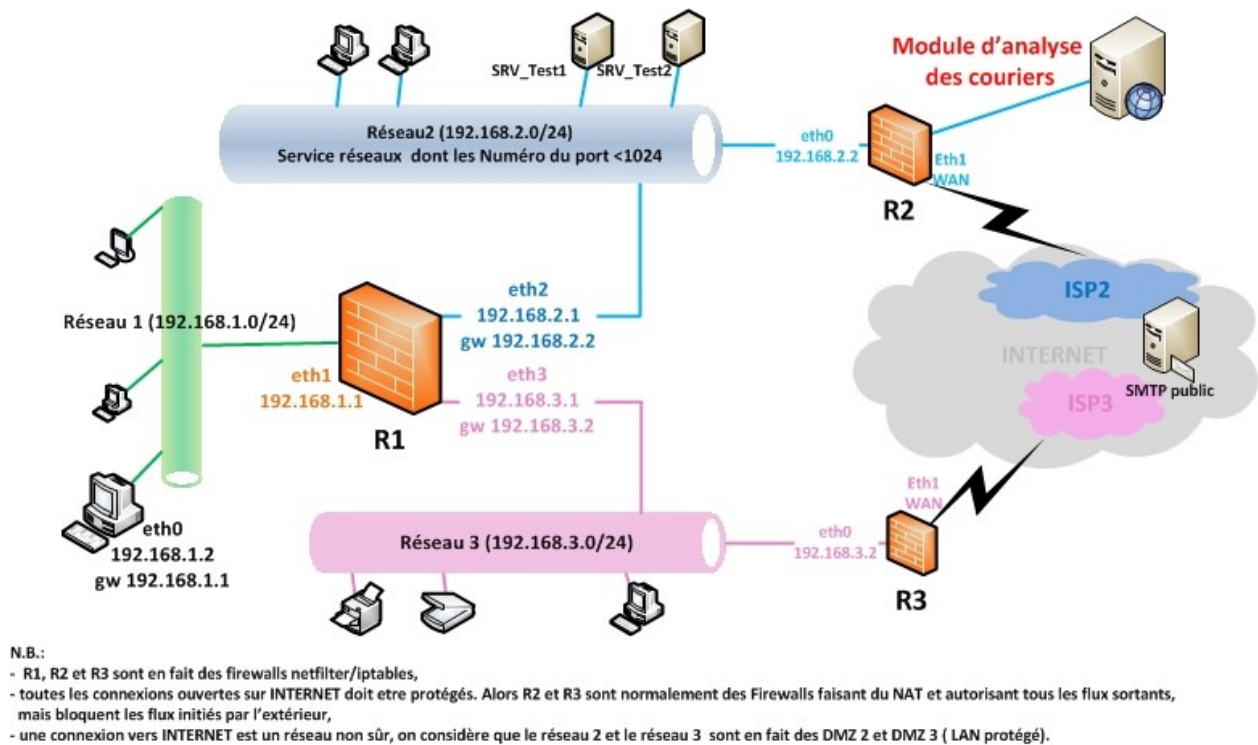 SRV_Test1
SRV_Test2
Module d'analyse
des couriers
Réseau2 (192.168.2.0/24)
Service réseaux dont les Numéro du port <1024
eth0
192.168.2.2
Eth1
WAN
R2
Réseau 1 (192.168.1.0/24)
eth2
192.168.2.1
gw 192.168.2.2
eth1
192.168.1.1
eth3
192.168.3.1
gw 192.168.3.2
R1
ISP2
INTERNET
SMTP public
ISP3
eth0
192.168.1.2
gw 192.168.1.1
Réseau 3 (192.168.3.0/24)
eth0
192.168.3.2
Eth1
WAN
R3
N.B.:
- R1, R2 et R3 sont en fait des firewalls netfilter/iptables,
- toutes les connexions ouvertes sur INTERNET doit etre protégés. Alors R2 et R3 sont normalement des Firewalls faisant du NAT et autorisant tous les flux sortants,
mais bloquent les flux initiés par l'extérieur,
- une connexion vers INTERNET est un réseau non sûr, on considère que le réseau 2 et le réseau 3 sont en fait des DMZ 2 et DMZ 3 ( LAN protégé).